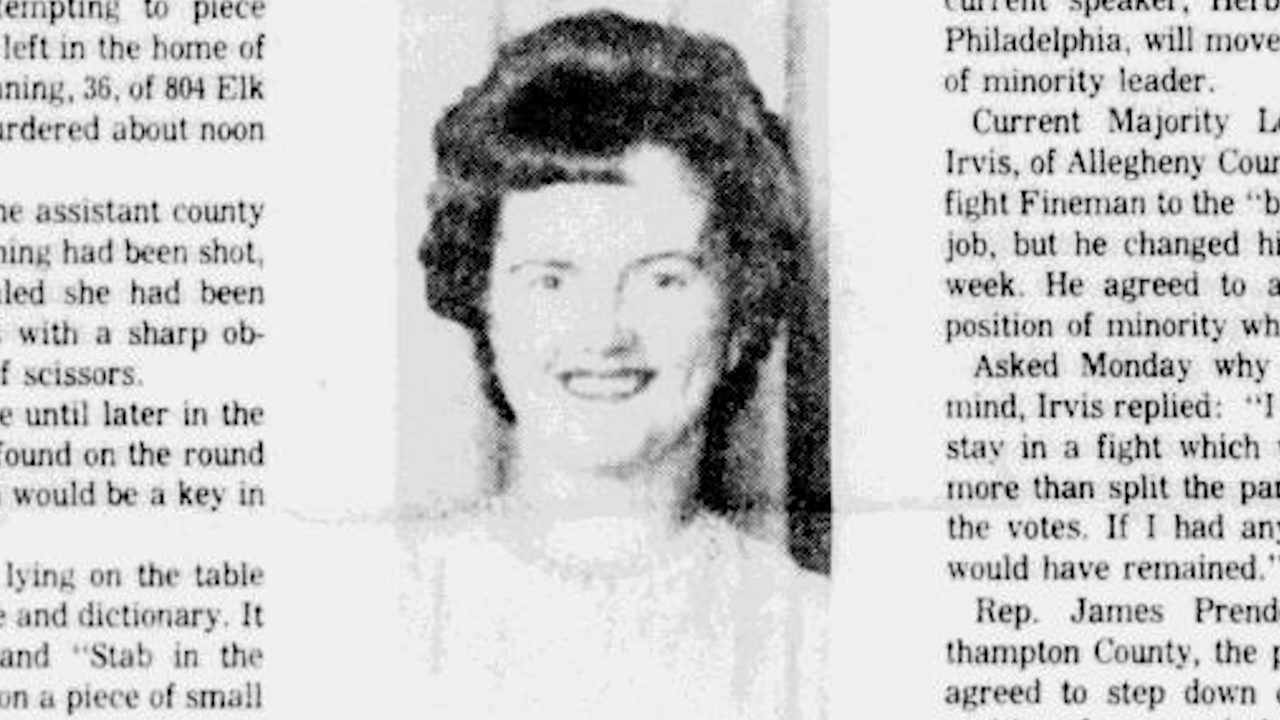 tempting to piece
left in the home of
ning, 36, of 804 Elk
urdered about noon
he assistant county
ning had been shot,
led she had been
with a sharp ob-
f scissors.
e until later in the
found on the round
would be a key in
lying on the table
e and dictionary. It
and "Stab in the
on a piece of small
current speaker, Herb
Philadelphia, will move
of minority leader.
Current Majority Le
Irvis, of Allegheny Coun
fight Fineman to the "b
job, but he changed hi
week. He agreed to a
position of minority wh
Asked Monday why
mind, Irvis replied: "I
stay in a fight which
more than split the par
the votes. If I had any
would have remained."
Rep. James Prend
thampton County, the p
agreed to step down